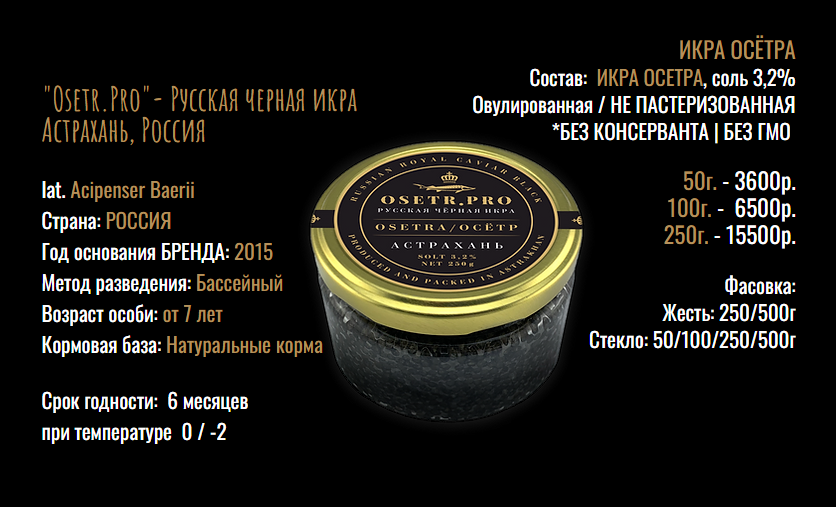 "Osetr.Pro" - Русская черная икра
Астрахань, Россия
lat. Acipenser Baerii
Страна: РОССИЯ
Год основания БРЕНДА: 2015
Метод разведения: Бассейный
Возраст особи: от 7 лет
Кормовая база: Натуральные корма
Срок годности: 6 месяцев
при температуре 0 / -2
RUSSIAN ROYAL CAVIAR BLACK
OSETR.PRO
РУССКАЯ ЧЁРНАЯ ИКРА
OSETRA/ОСЁТР
АСТРАХАНЬ
SOLT 3,2%
NET 250g
PRODUCED AND PACKED IN ASTRAKHAN
ИКРА ОСЁТРА
Состав: ИКРА ОСЕТРА, соль 3,2%
Овулированная / НЕ ПАСТЕРИЗОВАННАЯ
*БЕЗ КОНСЕРВАНТА | БЕЗ ГМО
50г. - 3600р.
100г. - 6500р.
250г. - 15500р.
Фасовка:
Жесть: 250/500г
Стекло: 50/100/250/500г